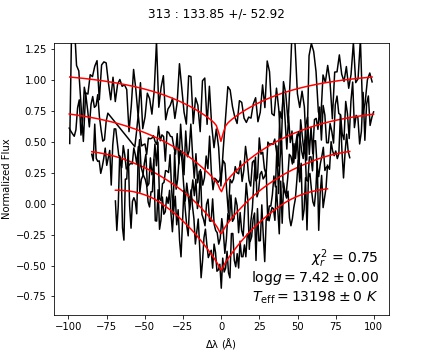 313 : 133.85 +/- 52.92
1.25
1.00
0.75
0.50
0.25
0.00
−0.25
−0.50
−0.75
Normalized Flux
χ²ᵣ = 0.75
log g = 7.42 ± 0.00
T_eff = 13198 ± 0 K
−100 −75 −50 −25 0 25 50 75 100
Δλ (Å)